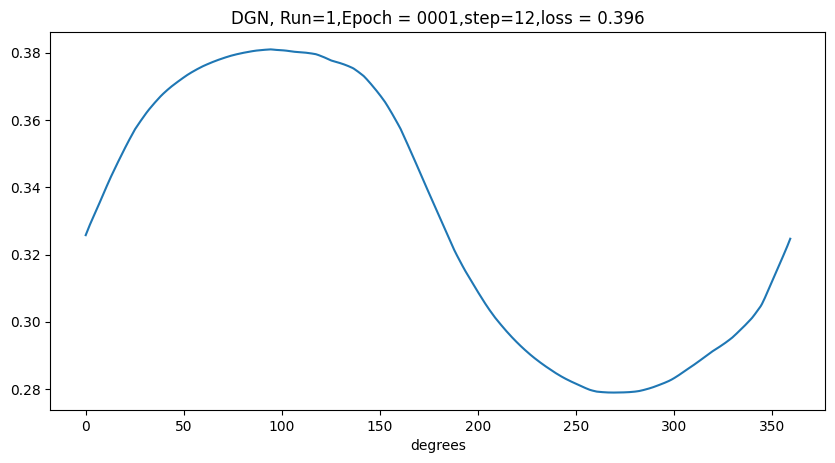 DGN, Run=1,Epoch = 0001,step=12,loss = 0.396
0.38
0.36
0.34
0.32
0.30
0.28
0 50 100 150 200 250 300 350
degrees